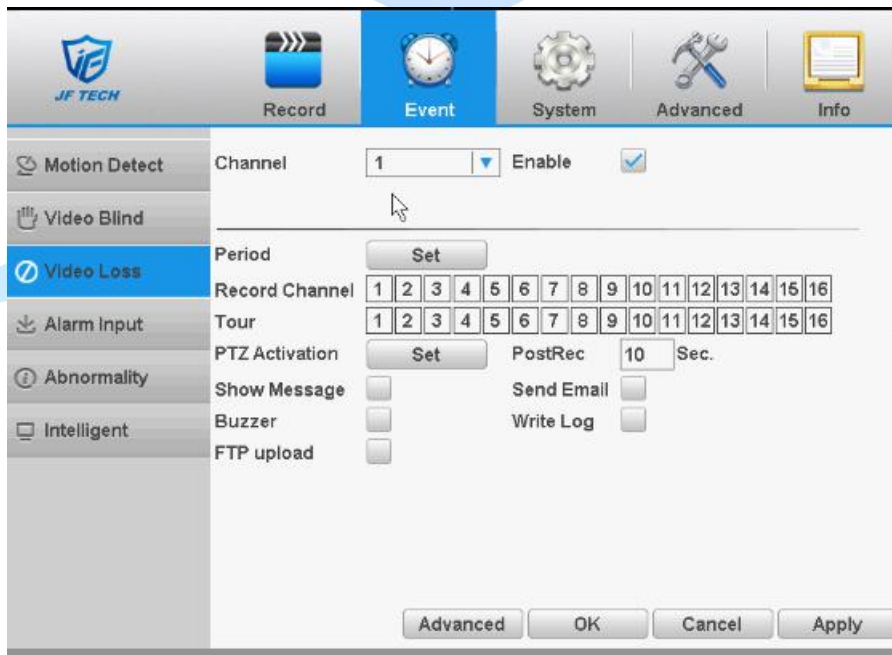 JF TECH
Record Event System Advanced Info
Motion Detect
Video Blind
Video Loss
Alarm Input
Abnormality
Intelligent
Channel 1 Enable
Period Set
Record Channel 1 2 3 4 5 6 7 8 9 10 11 12 13 14 15 16
Tour 1 2 3 4 5 6 7 8 9 10 11 12 13 14 15 16
PTZ Activation Set PostRec 10 Sec.
Show Message Send Email
Buzzer Write Log
FTP upload
Advanced OK Cancel Apply